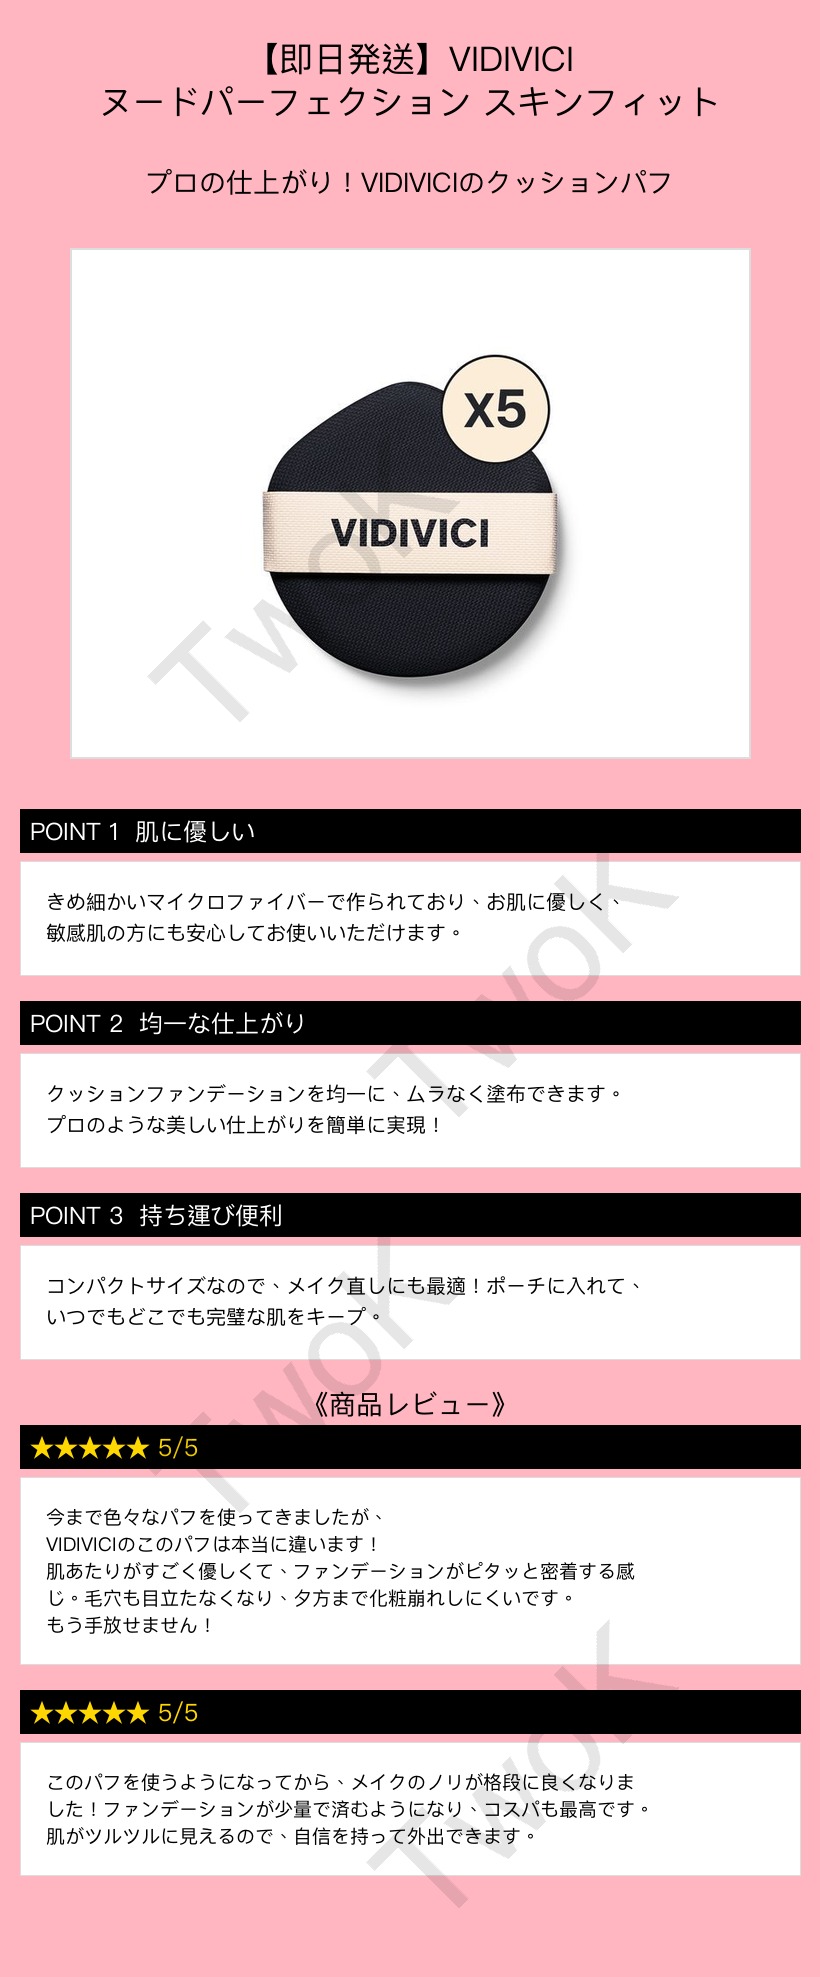 【即日発送】VIDIVICI
ヌードパーフェクション スキンフィット
プロの仕上がり！VIDIVICIのクッションパフ
X5
VIDIVICI
TwoK
POINT 1 肌に優しい
きめ細かいマイクロファイバーで作られており、お肌に優しく、
敏感肌の方にも安心してお使いいただけます。
TwoK
POINT 2 均一な仕上がり
クッションファンデーションを均一に、ムラなく塗布できます。
プロのような美しい仕上がりを簡単に実現！
POINT 3 持ち運び便利
コンパクトサイズなので、メイク直しにも最適！ポーチに入れて、
いつでもどこでも完璧な肌をキープ。
TwoK
《商品レビュー》
★★★★★ 5/5
今まで色々なパフを使ってきましたが、
VIDIVICIのこのパフは本当に違います！
肌あたりがすごく優しくて、ファンデーションがピタッと密着する感
じ。毛穴も目立たなくなり、夕方まで化粧崩れしにくいです。
もう手放せません！
★★★★★ 5/5
このパフを使うようになってから、メイクのノリが格段に良くなりま
した！ファンデーションが少量で済むようになり、コスパも最高です。
肌がツルツルに見えるので、自信を持って外出できます。
TwoK